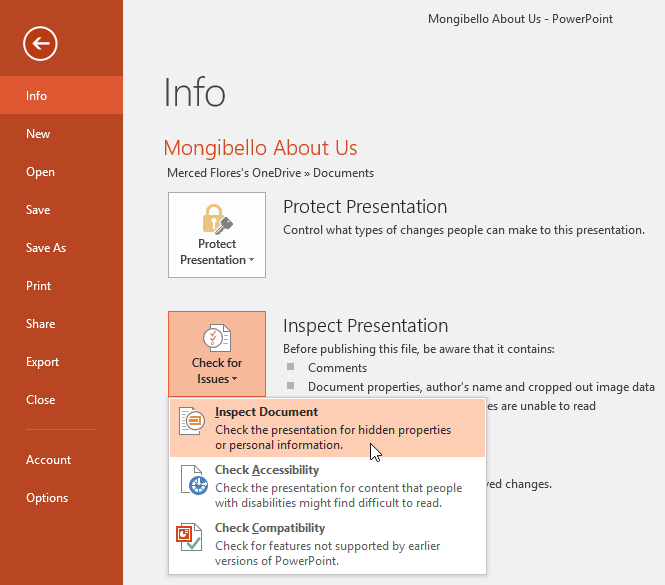 Mongibello About Us - PowerPoint
Info
New
Open
Save
Save As
Print
Share
Export
Close
Account
Options
Info
Mongibello About Us
Merced Flores's OneDrive » Documents
Protect
Presentation
Protect Presentation
Control what types of changes people can make to this presentation.
Check for
Issues
Inspect Presentation
Before publishing this file, be aware that it contains:
Comments
Document properties, author's name and cropped out image data
es are unable to read
Inspect Document
Check the presentation for hidden properties
or personal information.
Check Accessibility
Check the presentation for content that people
with disabilities might find difficult to read.
ved changes.
Check Compatibility
Check for features not supported by earlier
versions of PowerPoint.